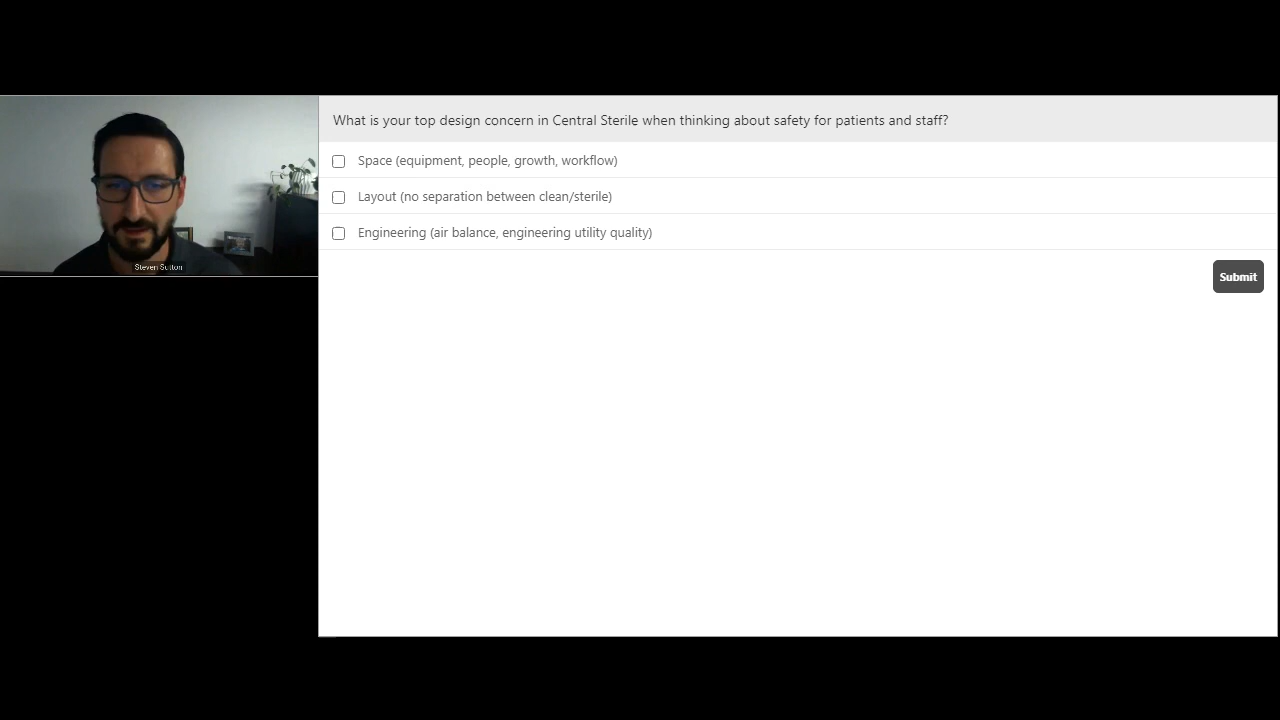 What is your top design concern in Central Sterile when thinking about safety for patients and staff?
Space (equipment, people, growth, workflow)
Layout (no separation between clean/sterile)
Engineering (air balance, engineering utility quality)
Submit
Steven Sutton